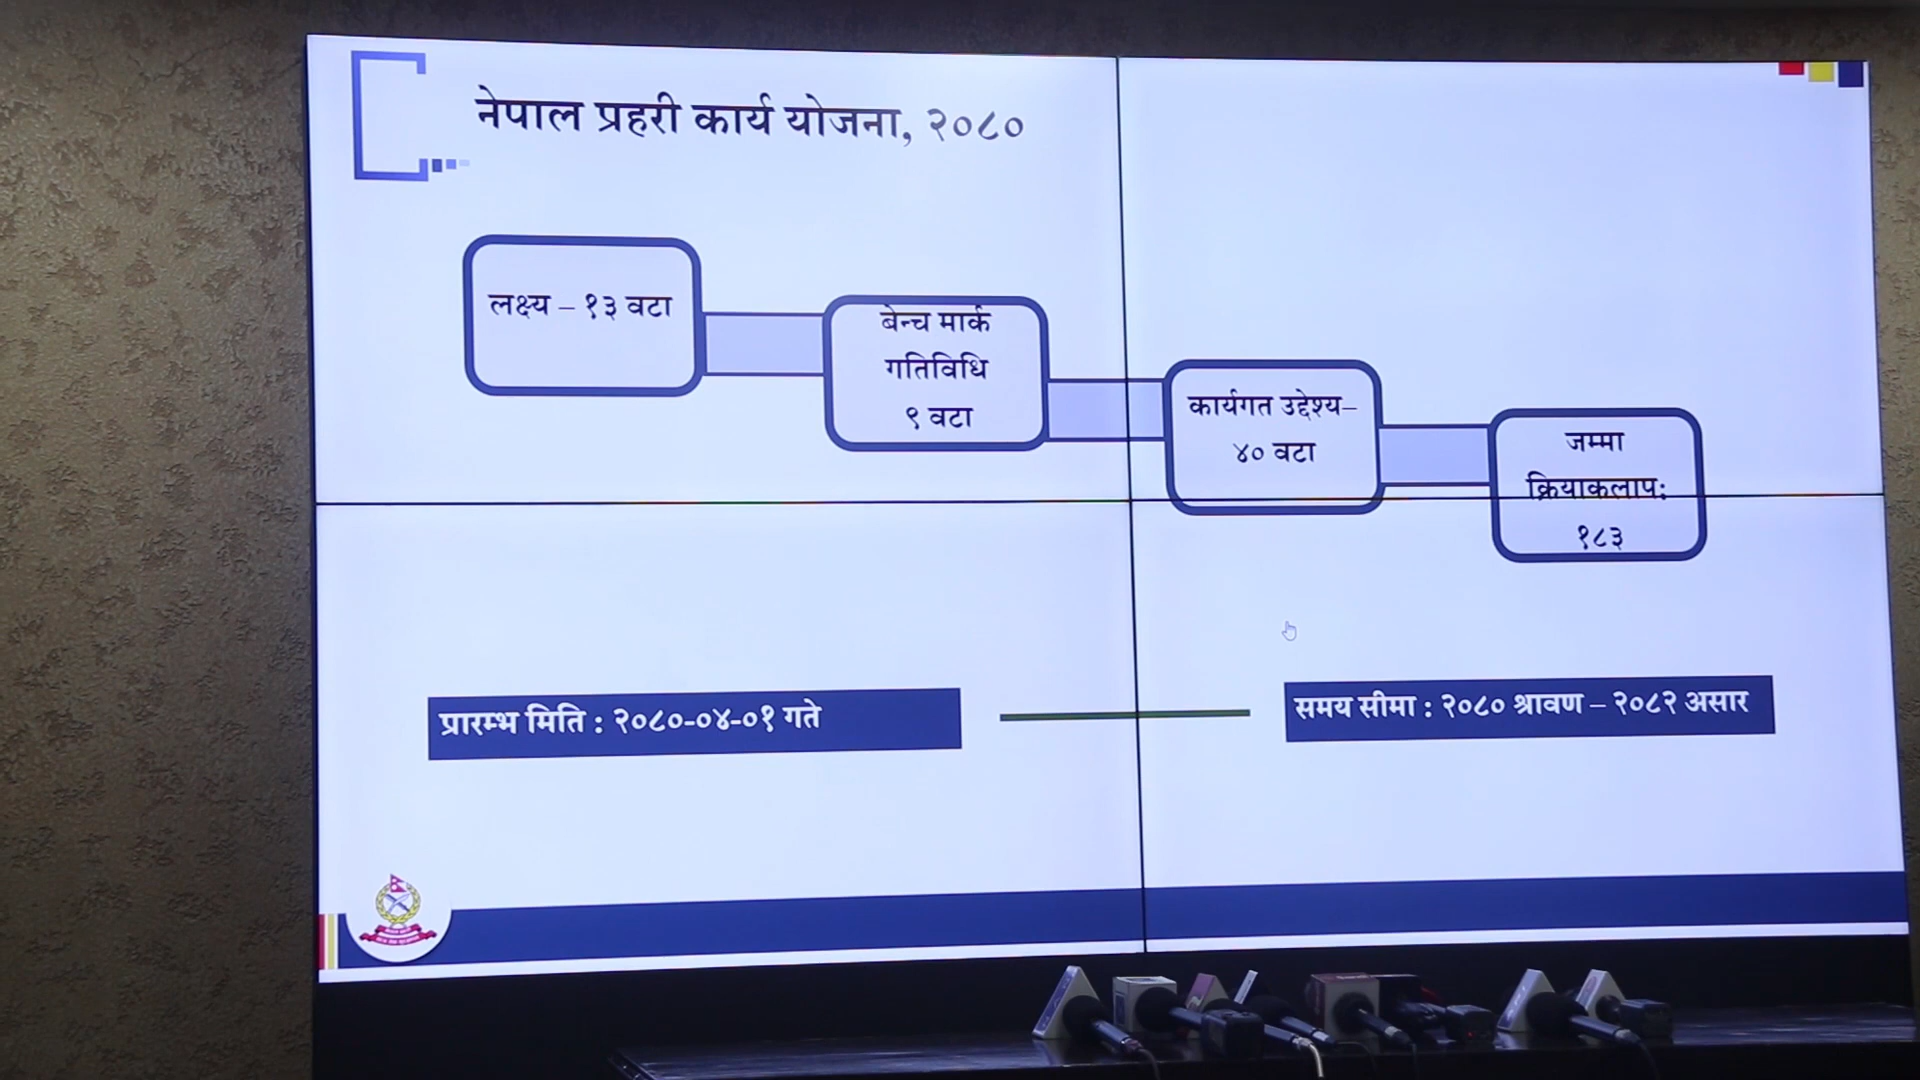 नेपाल प्रहरी कार्य योजना, २०८०
लक्ष्य – १३ वटा
बेन्च मार्क
गतिविधि
९ वटा
कार्यगत उद्देश्य–
४० वटा
जम्मा
क्रियाकलाप:
१८३
प्रारम्भ मिति : २०८०-०४-०१ गते
समय सीमा : २०८० श्रावण – २०८२ असार